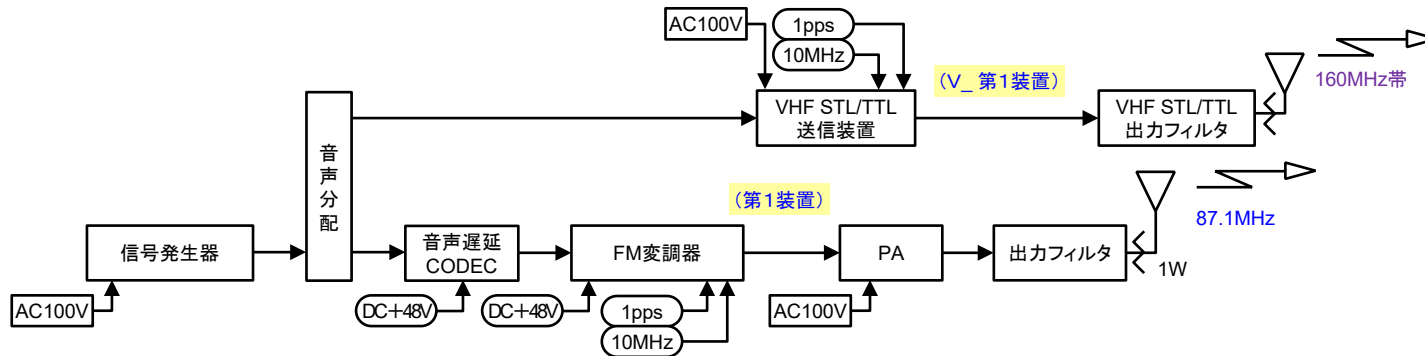 AC100V
1pps
10MHz
(V_ 第1装置)
160MHz帯
VHF STL/TTL
送信装置
VHF STL/TTL
出力フィルタ
音声分配
(第1装置)
87.1MHz
信号発生器
音声遅延
CODEC
FM変調器
PA
出力フィルタ
1W
AC100V
DC+48V
DC+48V
1pps
10MHz
AC100V